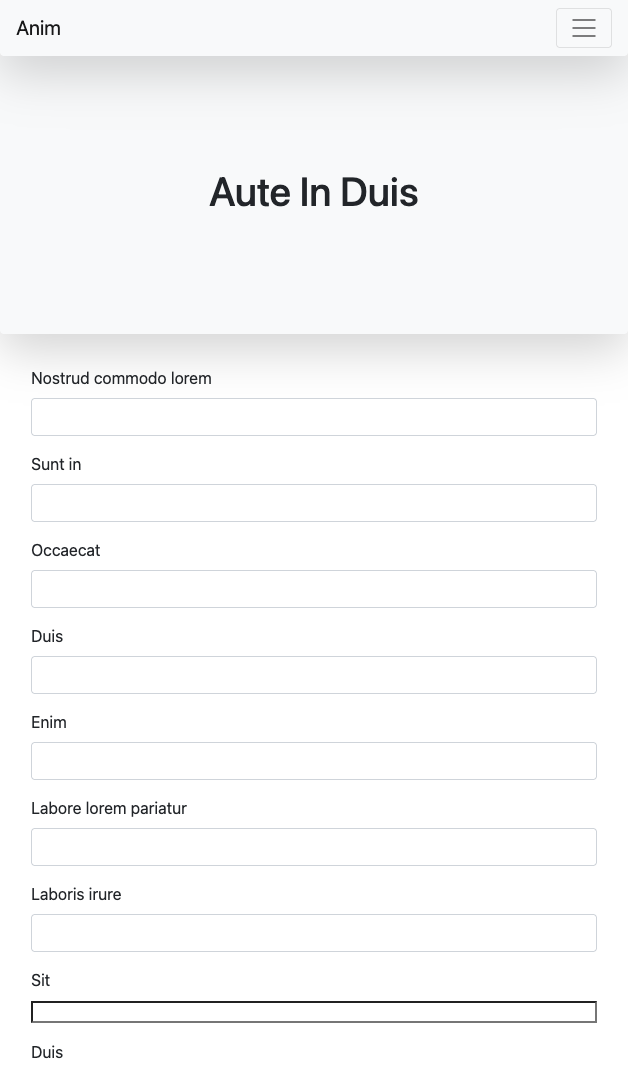 Anim
Aute In Duis
Nostrud commodo lorem
Sunt in
Occaecat
Duis
Enim
Labore lorem pariatur
Laboris irure
Sit
Duis